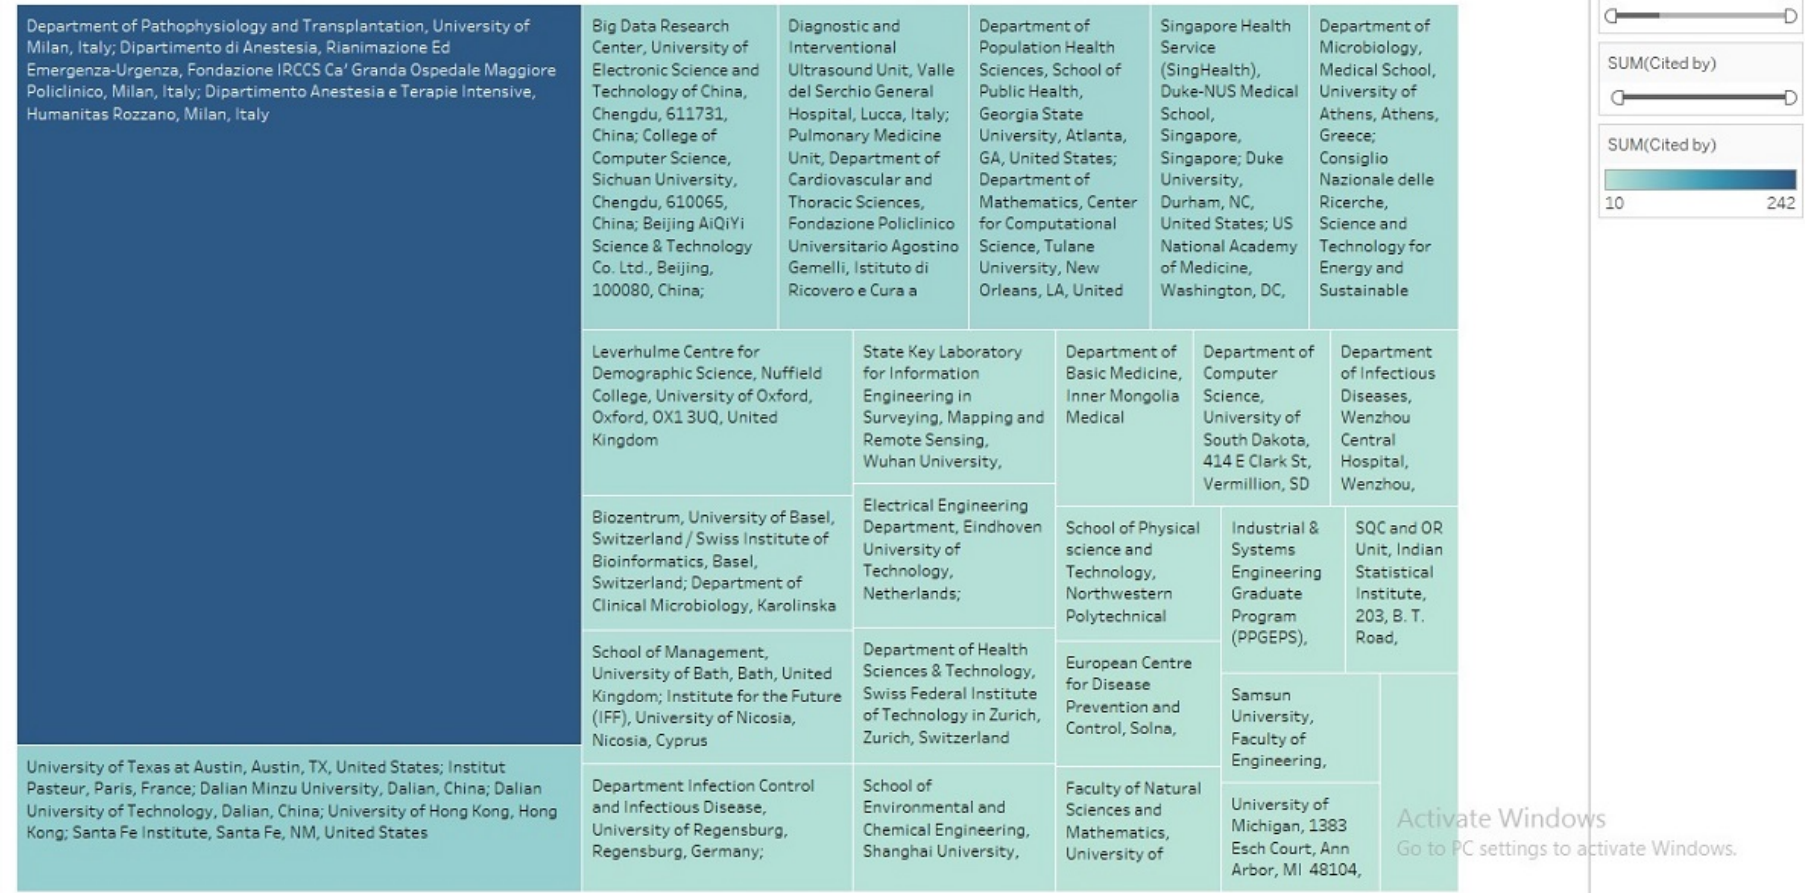 Department of Pathophysiology and Transplantation, University of
Milan, Italy; Dipartimento di Anestesia, Rianimazione Ed
Emergenza-Urgenza, Fondazione IRCCS Ca' Granda Ospedale Maggiore
Policlinico, Milan, Italy; Dipartimento Anestesia e Terapie Intensive,
Humanitas Rozzano, Milan, Italy
University of Texas at Austin, Austin, TX, United States; Institut
Pasteur, Paris, France; Dalian Minzu University, Dalian, China; Dalian
University of Technology, Dalian, China; University of Hong Kong, Hong
Kong; Santa Fe Institute, Santa Fe, NM, United States
Big Data Research
Center, University of
Electronic Science and
Technology of China,
Chengdu, 611731,
China; College of
Computer Science,
Sichuan University,
Chengdu, 610065,
China; Beijing AiQiYi
Science & Technology
Co. Ltd., Beijing,
100080, China;
Diagnostic and
Interventional
Ultrasound Unit, Valle
del Serchio General
Hospital, Lucca, Italy;
Pulmonary Medicine
Unit, Department of
Cardiovascular and
Thoracic Sciences,
Fondazione Policlinico
Universitario Agostino
Gemelli, Istituto di
Ricovero e Cura a
Department of
Population Health
Sciences, School of
Public Health,
Georgia State
University, Atlanta,
GA, United States;
Department of
Mathematics, Center
for Computational
Science, Tulane
University, New
Orleans, LA, United
Singapore Health
Service
(SingHealth),
Duke-NUS Medical
School,
Singapore,
Singapore; Duke
University,
Durham, NC,
United States; US
National Academy
of Medicine,
Washington, DC,
Department of
Microbiology,
Medical School,
University of
Athens, Athens,
Greece;
Consiglio
Nazionale delle
Ricerche,
Science and
Technology for
Energy and
Sustainable
Leverhulme Centre for
Demographic Science, Nuffield
College, University of Oxford,
Oxford, OX1 3UQ, United
Kingdom
Biozentrum, University of Basel,
Switzerland / Swiss Institute of
Bioinformatics, Basel,
Switzerland; Department of
Clinical Microbiology, Karolinska
School of Management,
University of Bath, Bath, United
Kingdom; Institute for the Future
(IFF), University of Nicosia,
Nicosia, Cyprus
Department Infection Control
and Infectious Disease,
University of Regensburg,
Regensburg, Germany;
State Key Laboratory
for Information
Engineering in
Surveying, Mapping and
Remote Sensing,
Wuhan University,
Electrical Engineering
Department, Eindhoven
University of
Technology,
Netherlands;
Department of Health
Sciences & Technology,
Swiss Federal Institute
of Technology in Zurich,
Zurich, Switzerland
School of
Environmental and
Chemical Engineering,
Shanghai University,
Department of
Basic Medicine,
Inner Mongolia
Medical
Department of
Computer
Science,
University of
South Dakota,
414 E Clark St,
Vermillion, SD
Department
of Infectious
Diseases,
Wenzhou
Central
Hospital,
Wenzhou,
School of Physical
science and
Technology,
Northwestern
Polytechnical
European Centre
for Disease
Prevention and
Control, Solna,
Faculty of Natural
Sciences and
Mathematics,
University of
Industrial &
Systems
Engineering
Graduate
Program
(PPGEPS),
SQC and OR
Unit, Indian
Statistical
Institute,
203, B. T.
Road,
Samsun
University,
Faculty of
Engineering,
University of
Michigan, 1383
Esch Court, Ann
Arbor, MI 48104,
SUM(Cited by)
SUM(Cited by)
10 242
Activate Windows
Go to PC settings to activate Windows.